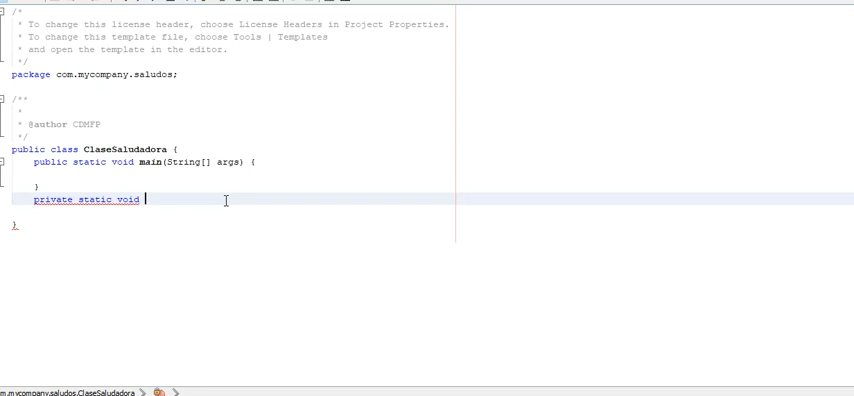 /*
* To change this license header, choose License Headers in Project Properties.
* To change this template file, choose Tools | Templates
* and open the template in the editor.
*/
package com.mycompany.saludos;
/**
*
* @author CDMFP
*/
public class ClaseSaludadora {
public static void main(String[] args) {
}
private static void
}
m.mycompany.saludos.ClaseSaludadora